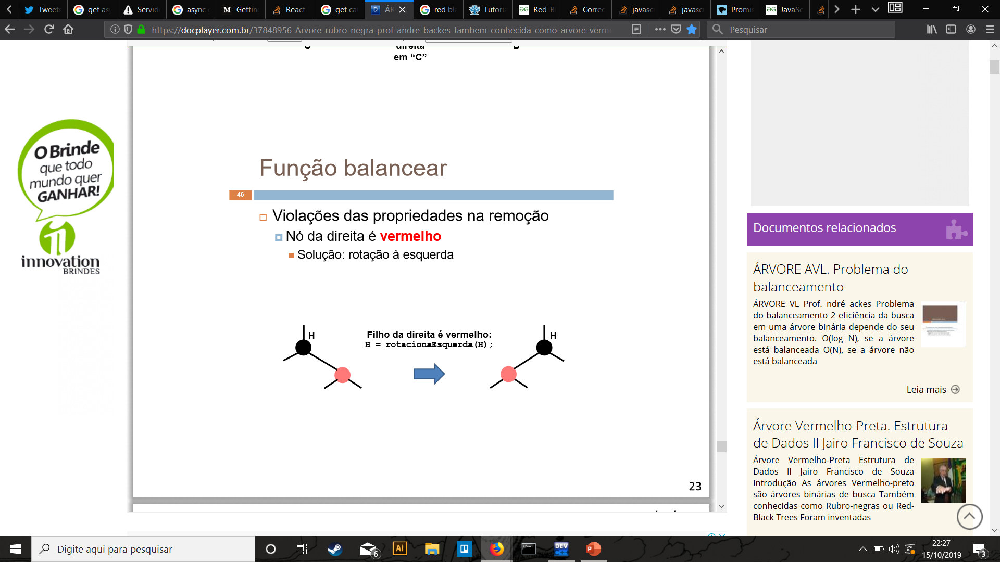 Tweets
get as
Servid
async
Getting
React
get ca
ÁR
red bla
Tutoria
Red-B
Correc
javasc
javasc
Promis
JavaSc
https://docplayer.com.br/37848956-Arvore-rubro-negra-prof-andre-backes-tambem-conhecida-como-arvore-verme
Pesquisar
C
direita
B
em “C”
O Brinde
que todo
mundo quer
GANHAR!
innovation
BRINDES
Função balancear
46
Violações das propriedades na remoção
Nó da direita é vermelho
Solução: rotação à esquerda
H
Filho da direita é vermelho:
H = rotacionaEsquerda(H);
H
23
Documentos relacionados
ÁRVORE AVL. Problema do
balanceamento
ÁRVORE VL Prof. ndré ackes Problema
do balanceamento 2 eficiência da busca
em uma árvore binária depende do seu
balanceamento. O(log N), se a árvore
está balanceada O(N), se a árvore não
está balanceada
Leia mais
Árvore Vermelho-Preta. Estrutura
de Dados II Jairo Francisco de Souza
Árvore Vermelho-Preta Estrutura de
Dados II Jairo Francisco de Souza
Introdução As árvores Vermelho-preto
são árvores binárias de busca Também
conhecidas como Rubro-negras ou Red-
Black Trees Foram inventadas
Digite aqui para pesquisar
6
Ai
DEV
C++
P
22:27
15/10/2019
3